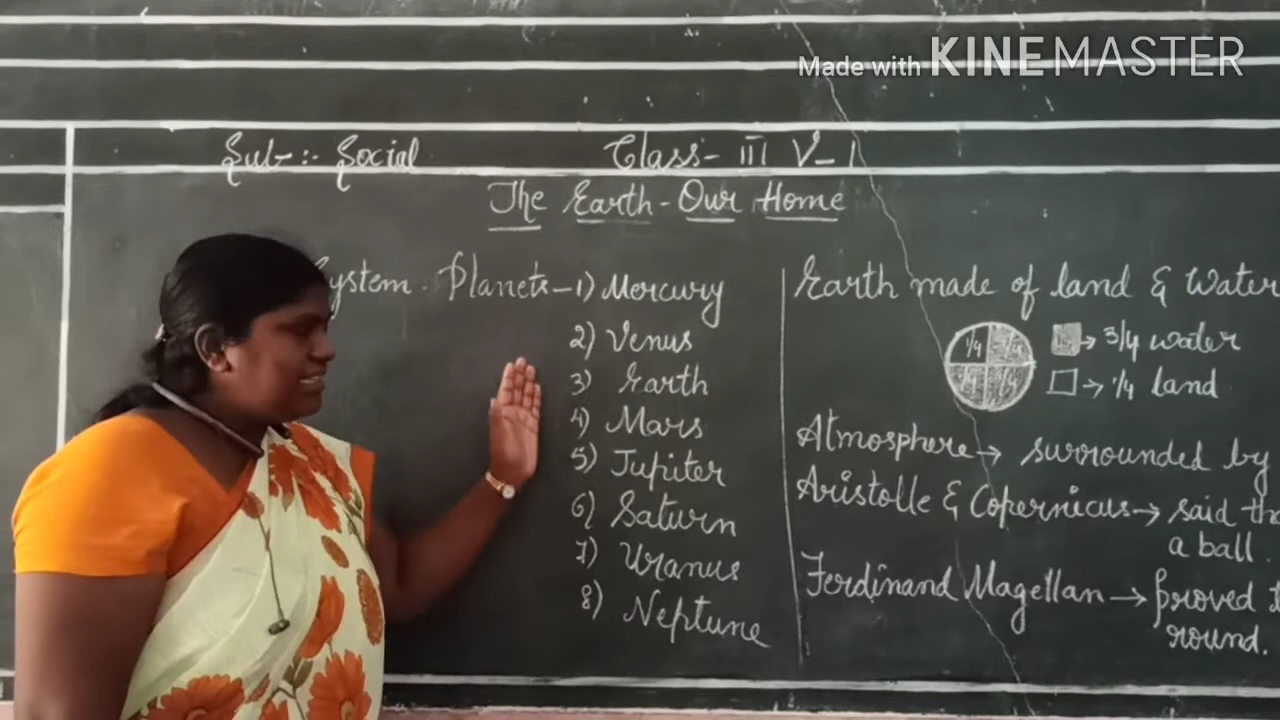 Made with KINEMASTER
Sub :- Social
Class- III V-1
The Earth - Our Home
System - Planets - 1) Mercury
2) Venus
3) Earth
4) Mars
5) Jupiter
6) Saturn
7) Uranus
8) Neptune
Earth made of land & Water
1/4 1/4
1/4 1/4
→ 3/4 water
→ 1/4 land
Atmosphere → surrounded by
Aristolle & Copernicus → said
a ball.
Ferdinand Magellan → proved
round.